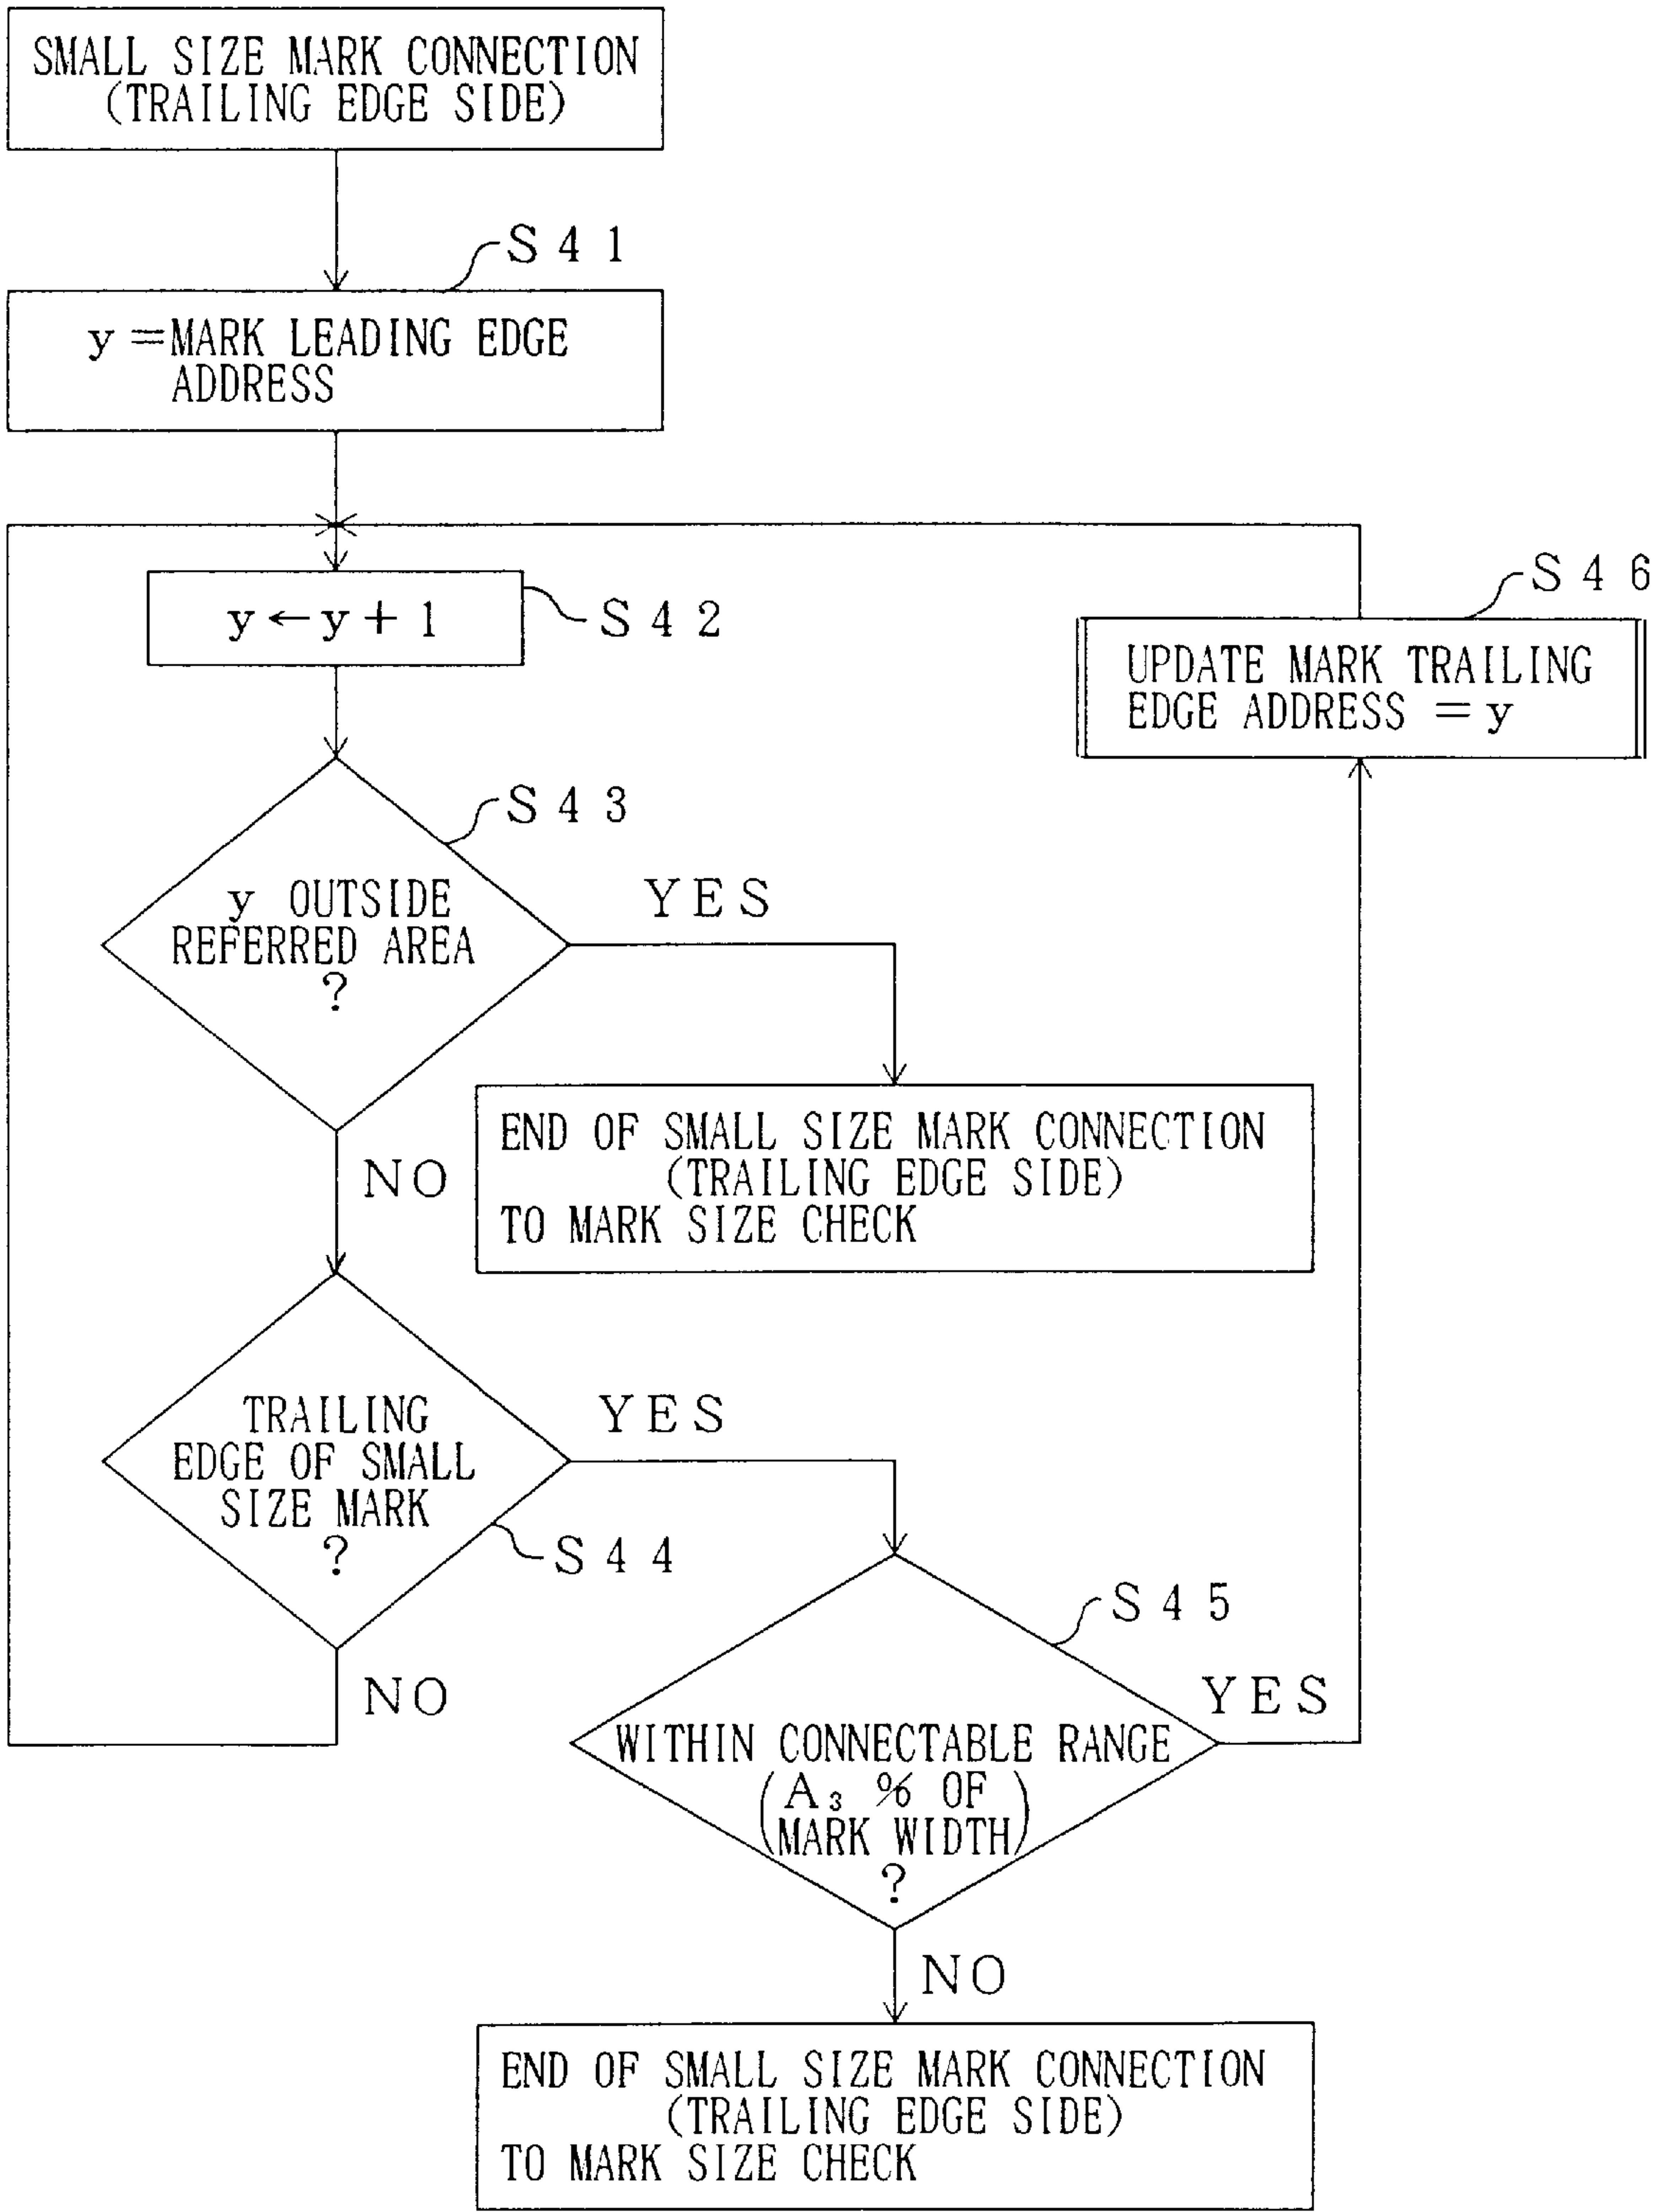 SMALL SIZE MARK CONNECTION
(TRAILING EDGE SIDE)
S41
y=MARK LEADING EDGE
ADDRESS
S46
y←y+1
S42
UPDATE MARK TRAILING
EDGE ADDRESS =y
S43
y OUTSIDE
REFERRED AREA
?
YES
END OF SMALL SIZE MARK CONNECTION
(TRAILING EDGE SIDE)
TO MARK SIZE CHECK
NO
TRAILING
EDGE OF SMALL
SIZE MARK
?
YES
S44
S45
NO
YES
WITHIN CONNECTABLE RANGE
(A₃ % OF
MARK WIDTH)
?
NO
END OF SMALL SIZE MARK CONNECTION
(TRAILING EDGE SIDE)
TO MARK SIZE CHECK